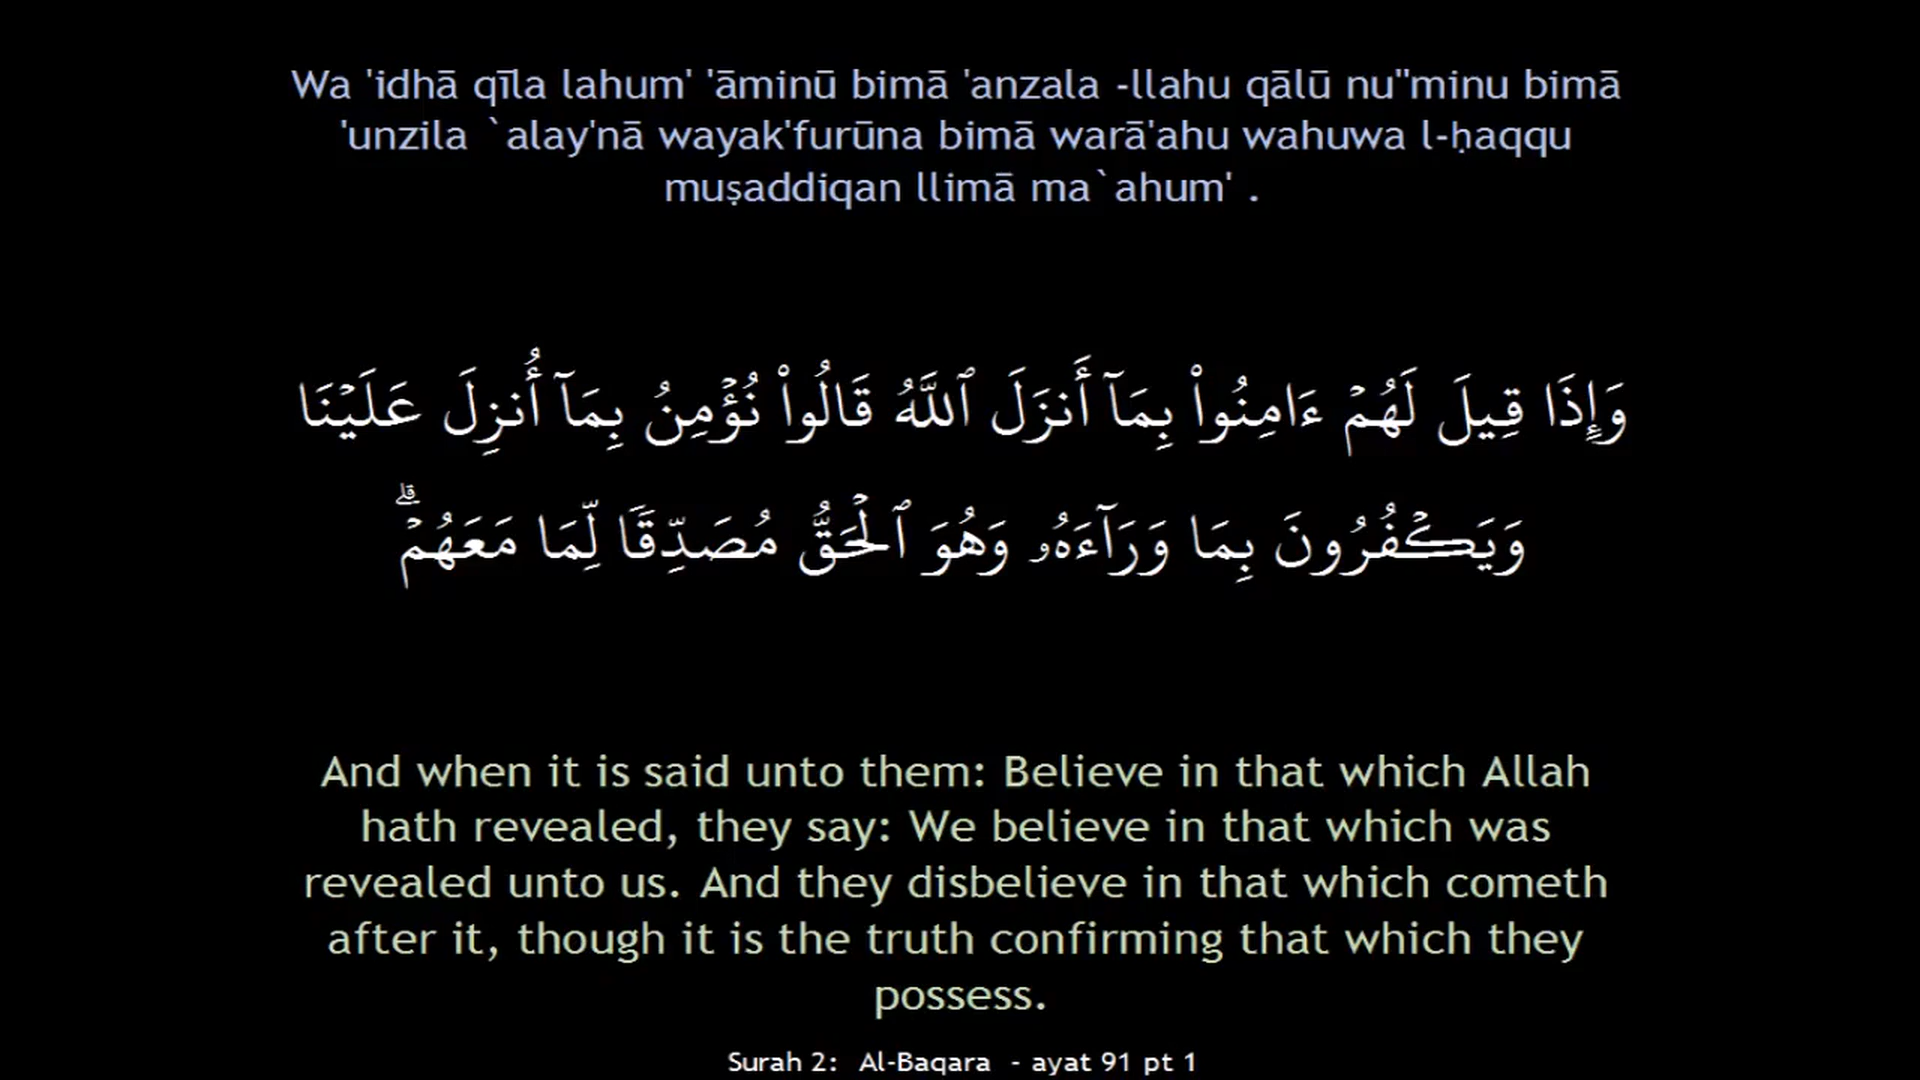 Wa 'idhā qīla lahum' 'āminū bimā 'anzala -llahu qālū nu"minu bimā
'unzila `alay'nā wayak'furūna bimā warā'ahu wahuwa l-ḥaqqu
muṣaddiqan llimā ma`ahum' .
وَإِذَا قِيلَ لَهُمْ ءَامِنُوا۟ بِمَآ أَنزَلَ ٱللَّهُ قَالُوا۟ نُؤْمِنُ بِمَآ أُنزِلَ عَلَيْنَا
وَيَكْفُرُونَ بِمَا وَرَآءَهُۥ وَهُوَ ٱلْحَقُّ مُصَدِّقًا لِّمَا مَعَهُمْ ۗ
And when it is said unto them: Believe in that which Allah
hath revealed, they say: We believe in that which was
revealed unto us. And they disbelieve in that which cometh
after it, though it is the truth confirming that which they
possess.
Surah 2: Al-Baqara - ayat 91 pt 1